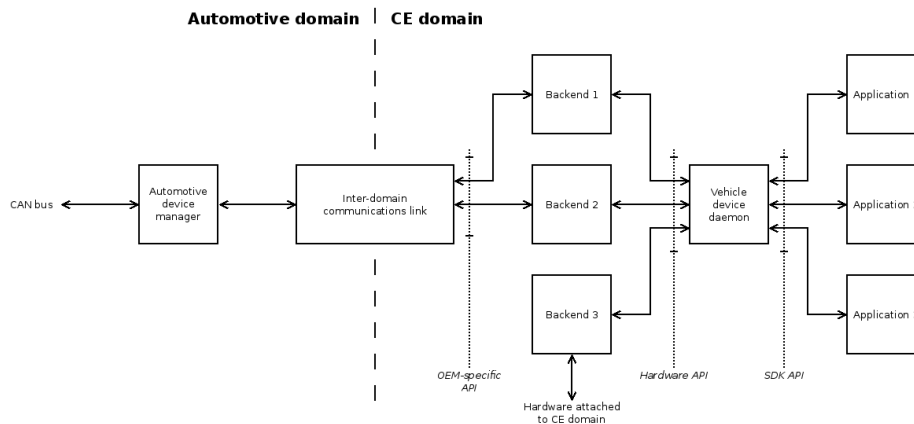 Automotive domain
CE domain
Backend 1
Application
CAN bus
Automotive
device
manager
Inter-domain
communications link
Backend 2
Vehicle
device
daemon
Application
Backend 3
Application
OEM-specific
API
Hardware API
SDK API
Hardware attached
to CE domain